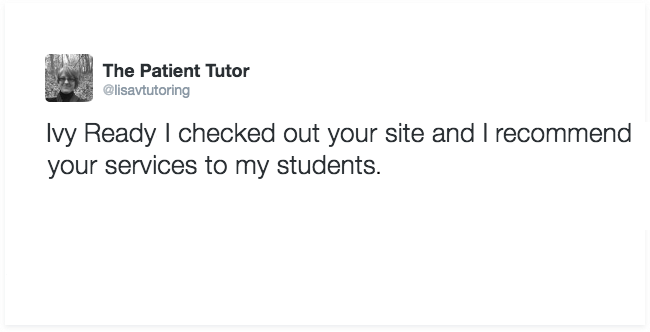 The Patient Tutor
@lisavtutoring
Ivy Ready I checked out your site and I recommend
your services to my students.